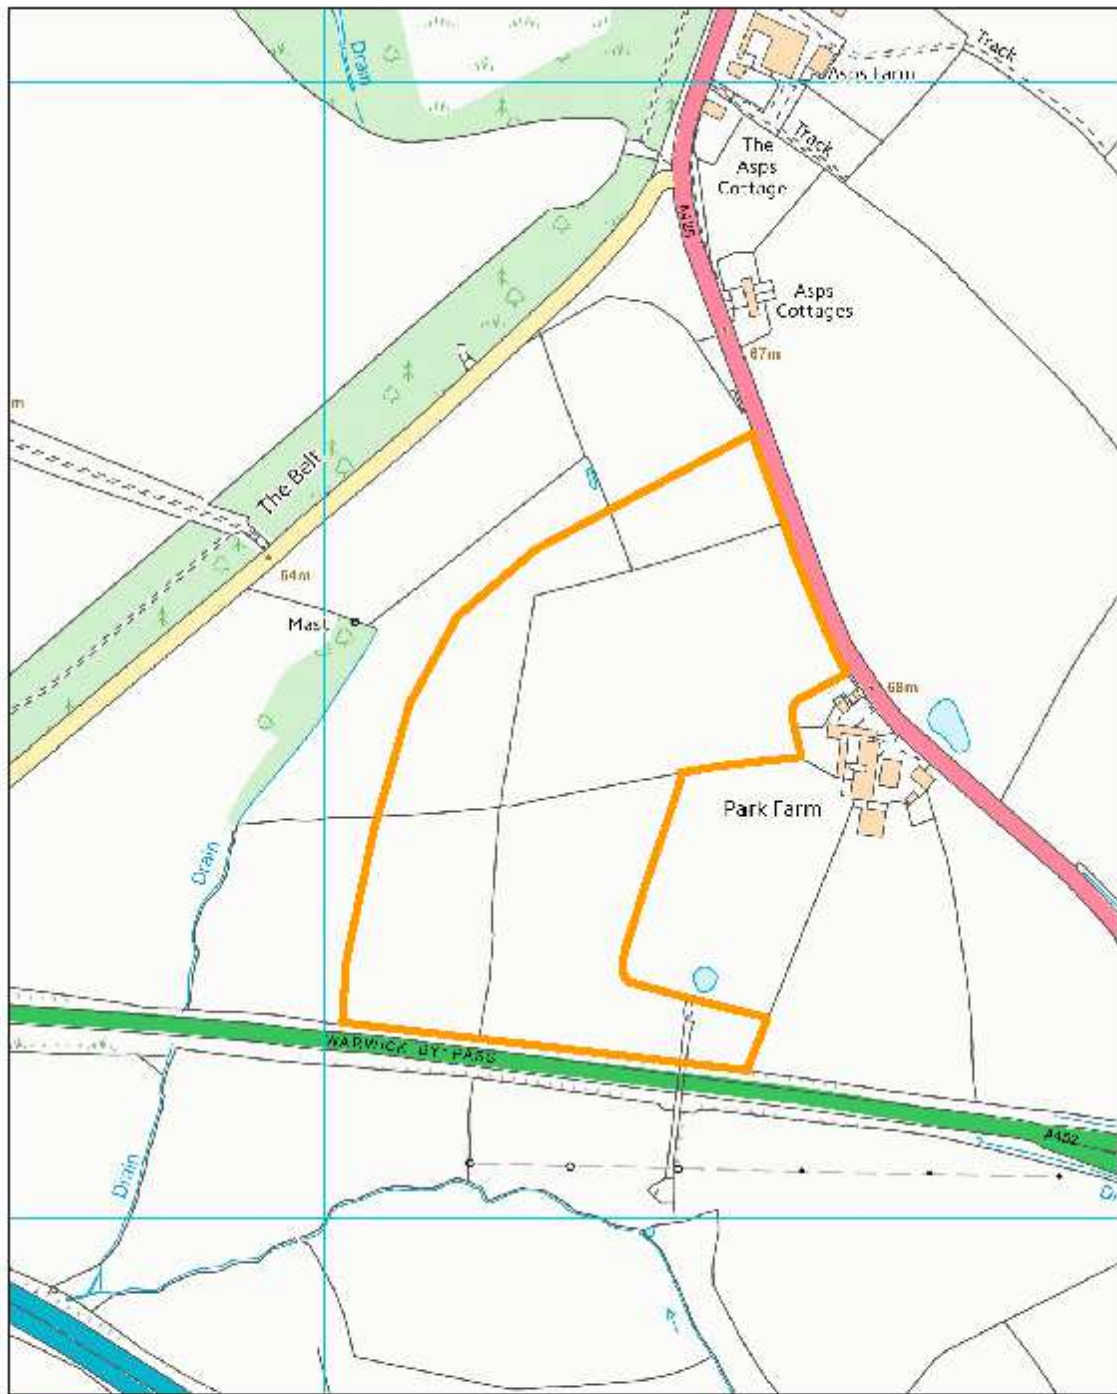 Drain
Track
Asps Farm
Track
The
Asps
Cottage
A425
Asps
Cottages
67m
m
The Belt
64m
Mast
68m
Park Farm
Drain
WARWICK BY-PASS
A452
Drain